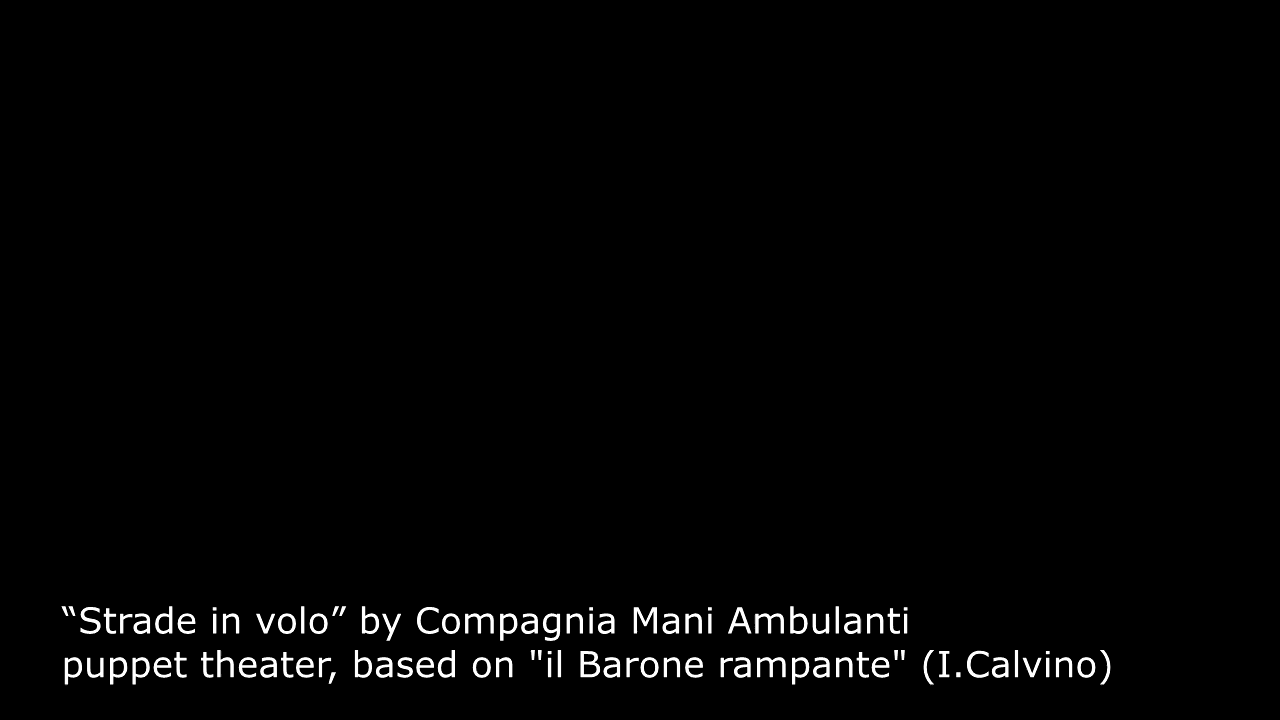 “Strade in volo” by Compagnia Mani Ambulanti
puppet theater, based on "il Barone rampante" (I.Calvino)